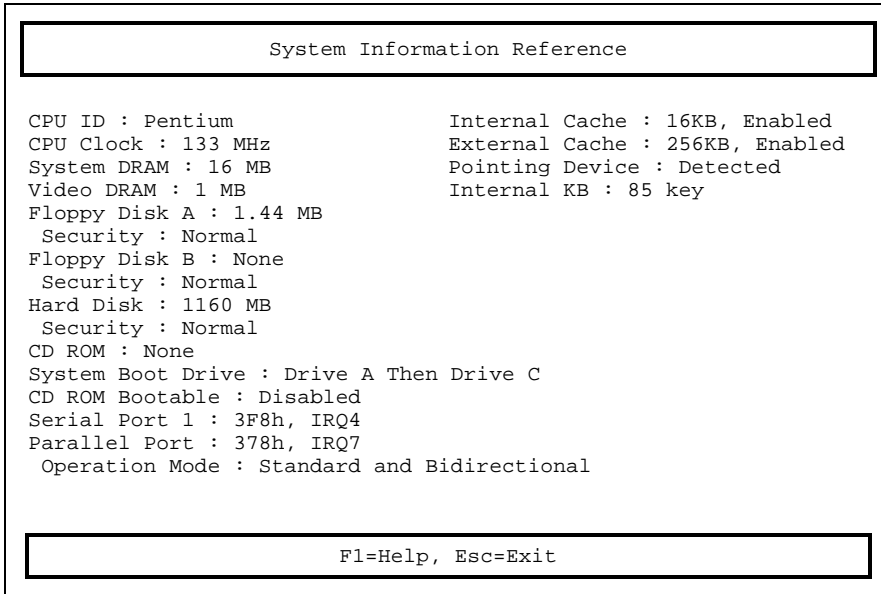 System Information Reference
CPU ID : Pentium Internal Cache : 16KB, Enabled
CPU Clock : 133 MHz External Cache : 256KB, Enabled
System DRAM : 16 MB Pointing Device : Detected
Video DRAM : 1 MB Internal KB : 85 key
Floppy Disk A : 1.44 MB
Security : Normal
Floppy Disk B : None
Security : Normal
Hard Disk : 1160 MB
Security : Normal
CD ROM : None
System Boot Drive : Drive A Then Drive C
CD ROM Bootable : Disabled
Serial Port 1 : 3F8h, IRQ4
Parallel Port : 378h, IRQ7
Operation Mode : Standard and Bidirectional
F1=Help, Esc=Exit